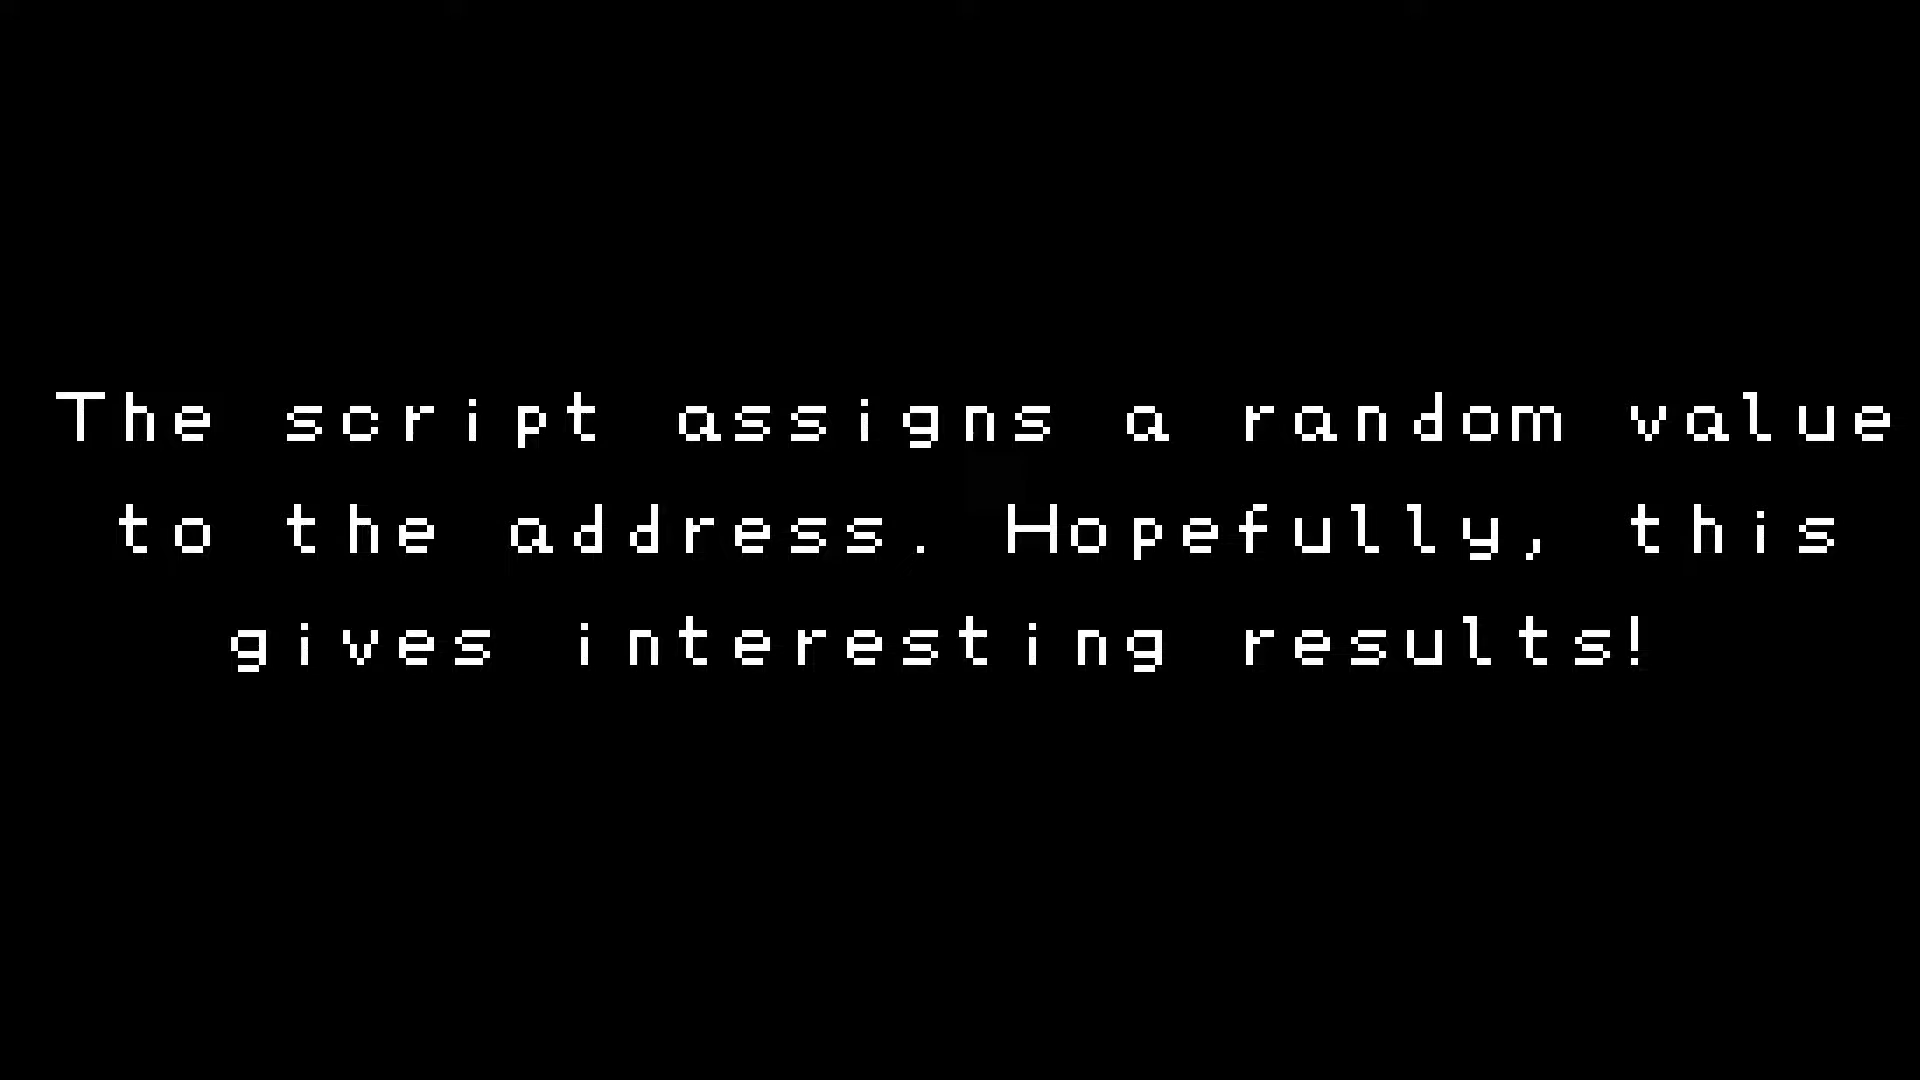 The script assigns a random value
to the address. Hopefully, this
gives interesting results!